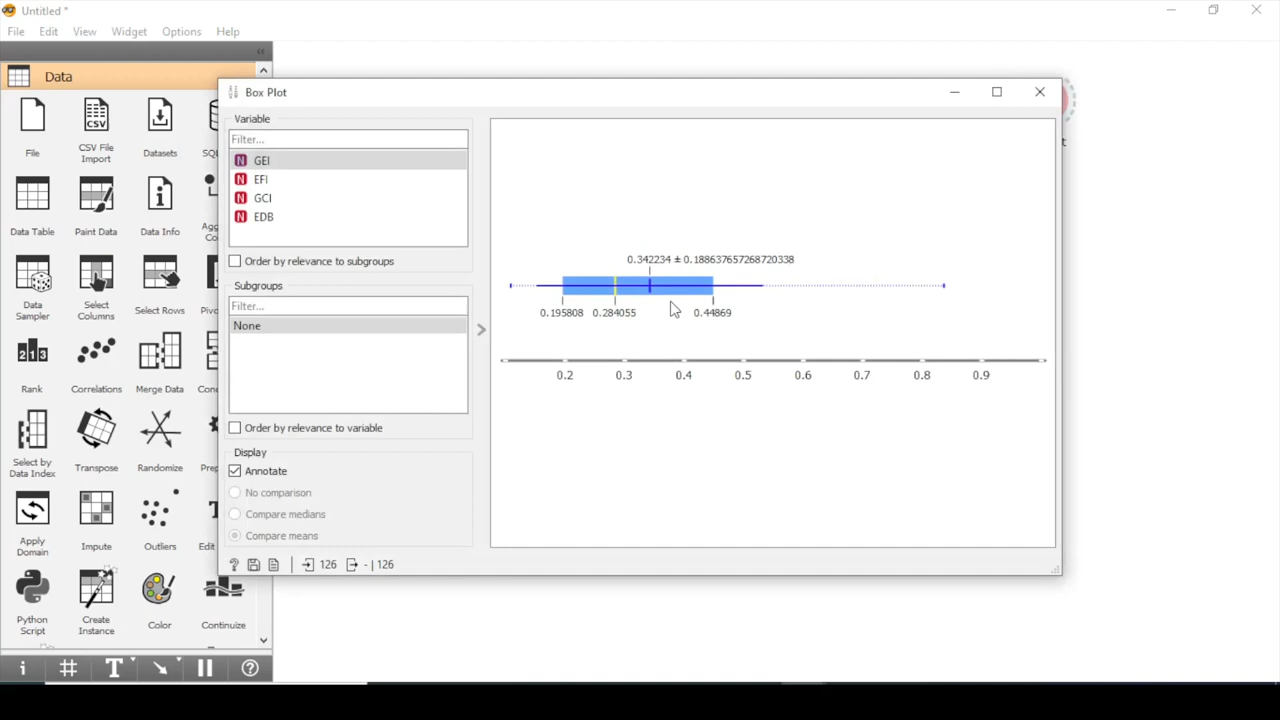 Untitled *
File Edit View Widget Options Help
Data
File
CSV File Import
Datasets
Data Table
Paint Data
Data Info
Data Sampler
Select Columns
Select Rows
Rank
Correlations
Merge Data
Select by Data Index
Transpose
Randomize
Apply Domain
Impute
Outliers
Edit
Python Script
Create Instance
Color
Continuize
Box Plot
Variable
Filter...
N GEI
N EFI
N GCI
N EDB
Order by relevance to subgroups
Subgroups
Filter...
None
Order by relevance to variable
Display
Annotate
No comparison
Compare medians
Compare means
? 126 - | 126
0.342234 ± 0.188637657268720338
0.195808 0.284055 0.44869
0.2 0.3 0.4 0.5 0.6 0.7 0.8 0.9